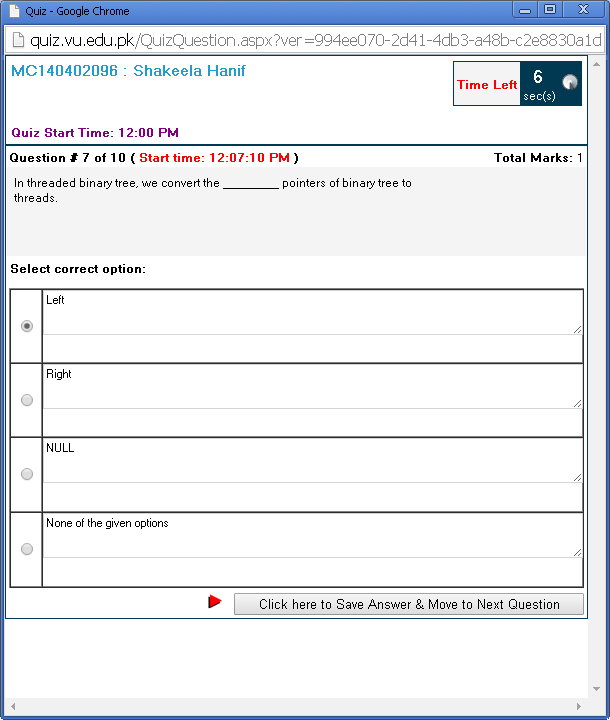 Quiz - Google Chrome
quiz.vu.edu.pk/QuizQuestion.aspx?ver=994ee070-2d41-4db3-a48b-c2e8830a1d
MC140402096 : Shakeela Hanif
Time Left 6 sec(s)
Quiz Start Time: 12:00 PM
Question # 7 of 10 ( Start time: 12:07:10 PM ) Total Marks: 1
In threaded binary tree, we convert the _________ pointers of binary tree to
threads.
Select correct option:
Left
Right
NULL
None of the given options
Click here to Save Answer & Move to Next Question